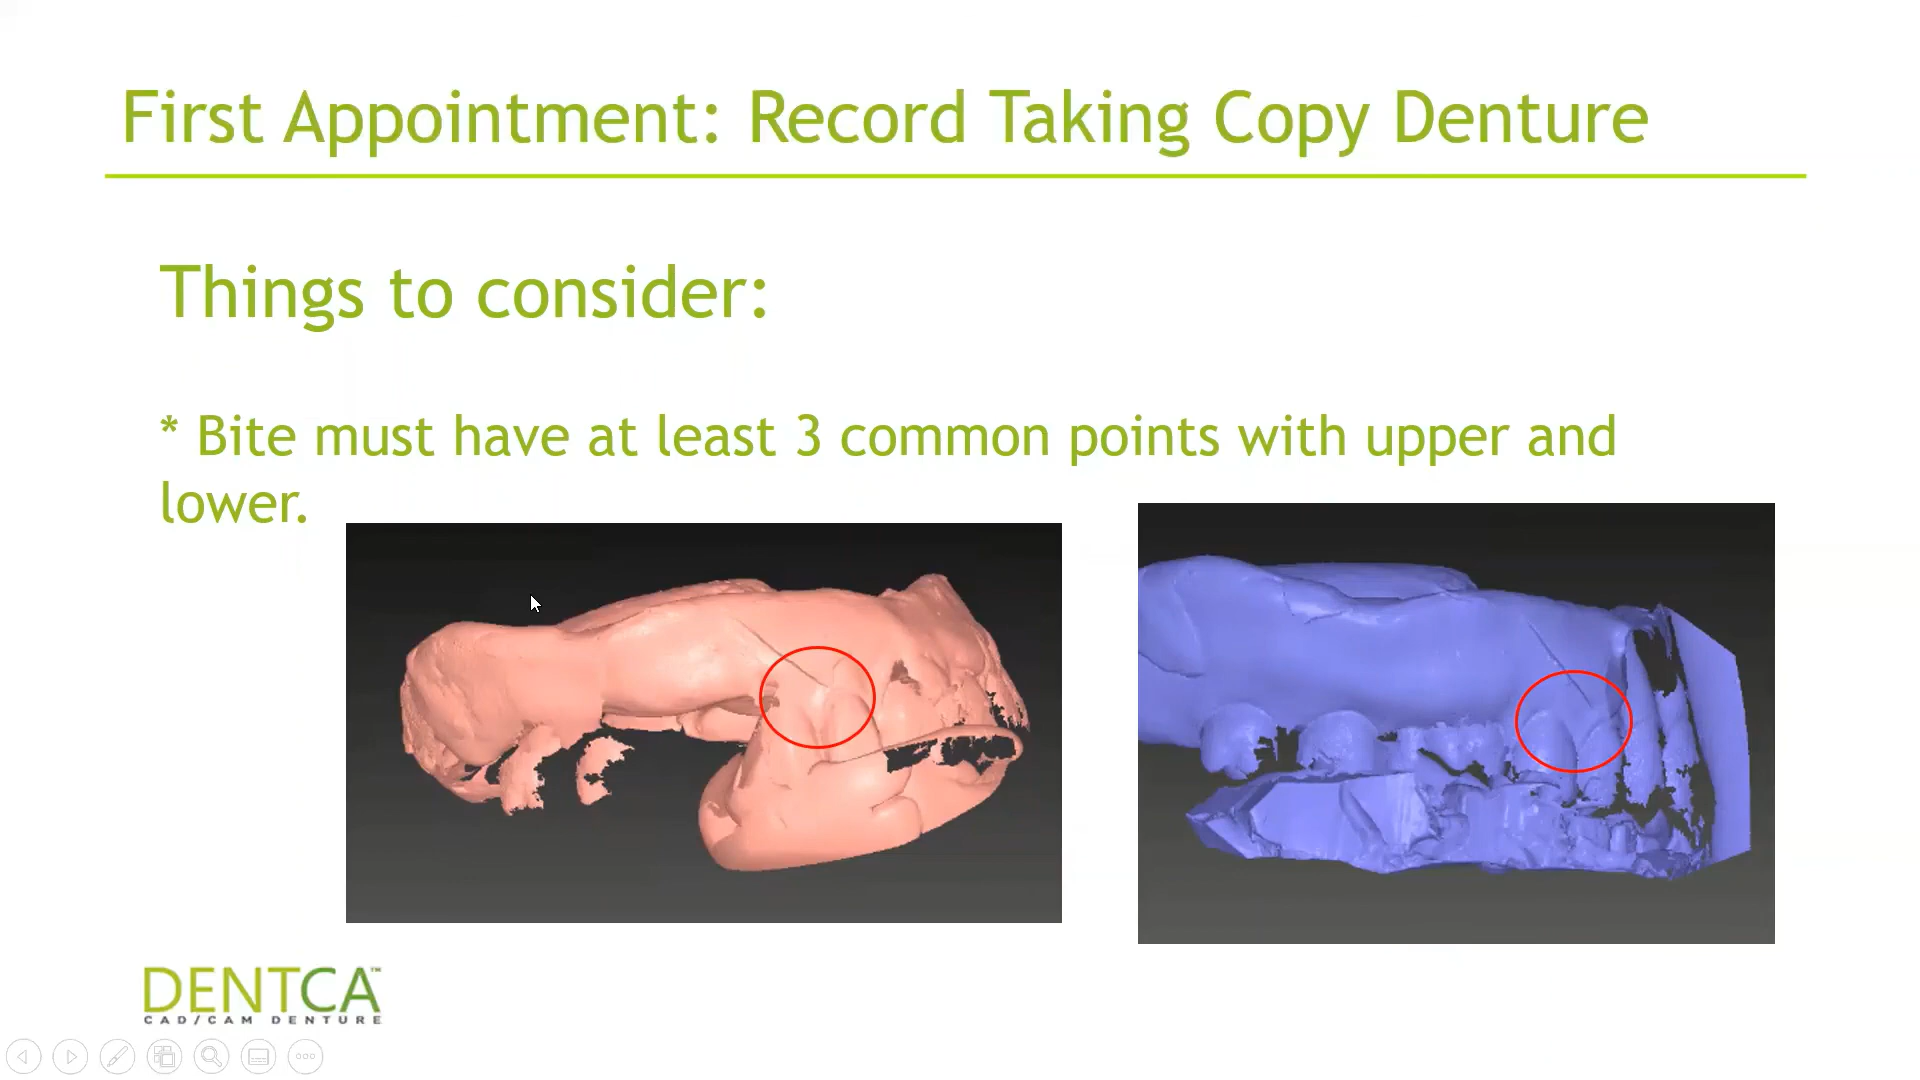 First Appointment: Record Taking Copy Denture
Things to consider:
* Bite must have at least 3 common points with upper and
lower.
DENTCA™
CAD/CAM DENTURE